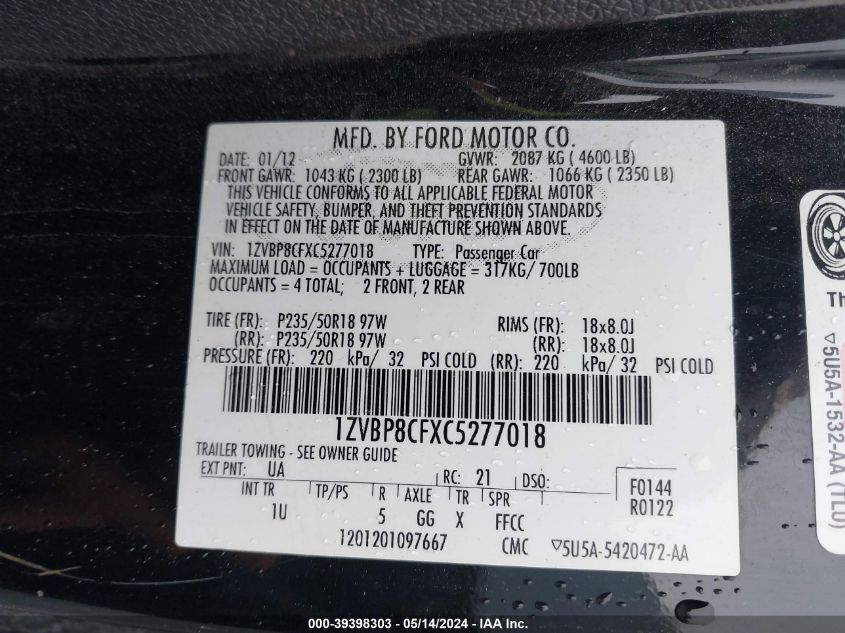 MFD. BY FORD MOTOR CO.
DATE: 01/12 GVWR: 2087 KG ( 4600 LB)
FRONT GAWR: 1043 KG ( 2300 LB) REAR GAWR: 1066 KG ( 2350 LB)
THIS VEHICLE CONFORMS TO ALL APPLICABLE FEDERAL MOTOR
VEHICLE SAFETY, BUMPER, AND THEFT PREVENTION STANDARDS
IN EFFECT ON THE DATE OF MANUFACTURE SHOWN ABOVE.
VIN: 1ZVBP8CFXC5277018 TYPE: Passenger Car
MAXIMUM LOAD = OCCUPANTS + LUGGAGE = 317KG/ 700LB
OCCUPANTS = 4 TOTAL; 2 FRONT, 2 REAR
TIRE (FR): P235/50R18 97W RIMS (FR): 18x8.0J
(RR): P235/50R18 97W (RR): 18x8.0J
PRESSURE (FR): 220 kPa/ 32 PSI COLD (RR): 220 kPa/ 32 PSI COLD
1ZVBP8CFXC5277018
TRAILER TOWING - SEE OWNER GUIDE
EXT PNT: UA RC: 21 DSO: F0144
INT TR TP/PS R AXLE TR SPR R0122
1U 5 GG X FFCC
1201201097667 CMC ▽5U5A-5420472-AA
Th
▽5U5A-1532-AA (TLU)
000-39398303 - 05/14/2024 - IAA Inc.